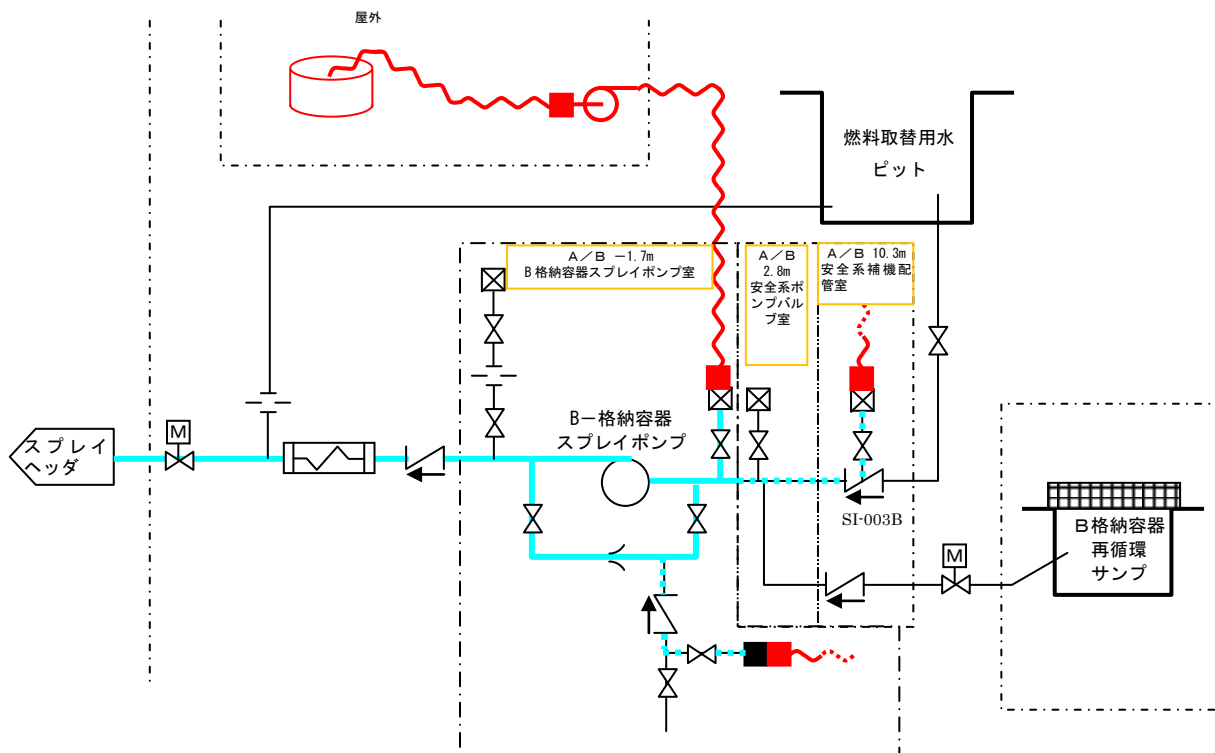 屋外
燃料取替用水
ピット
A/B −1.7m
B格納容器スプレイポンプ室
A/B
2.8m
安全系ポ
ンプバル
ブ室
A/B 10.3m
安全系補機配
管室
B−格納容器
スプレイポンプ
M
スプレイ
ヘッダ
SI-003B
M
B格納容器
再循環
サンプ